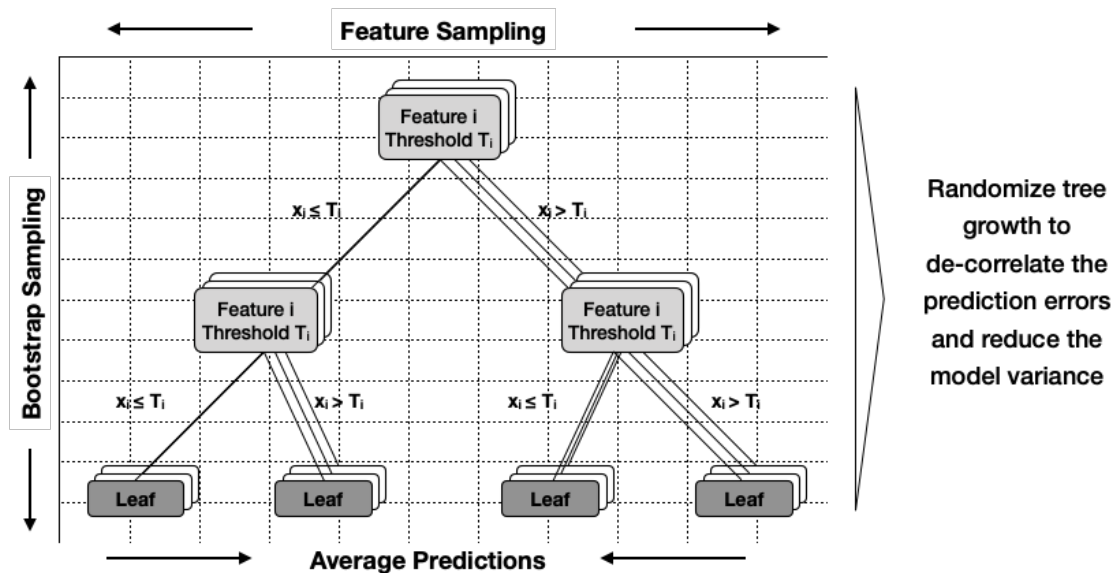 Feature Sampling
Bootstrap Sampling
Feature i
Threshold Tᵢ
xᵢ ≤ Tᵢ
xᵢ > Tᵢ
Feature i
Threshold Tᵢ
Feature i
Threshold Tᵢ
xᵢ ≤ Tᵢ
xᵢ > Tᵢ
xᵢ ≤ Tᵢ
xᵢ > Tᵢ
Leaf
Leaf
Leaf
Leaf
Average Predictions
Randomize tree
growth to
de-correlate the
prediction errors
and reduce the
model variance